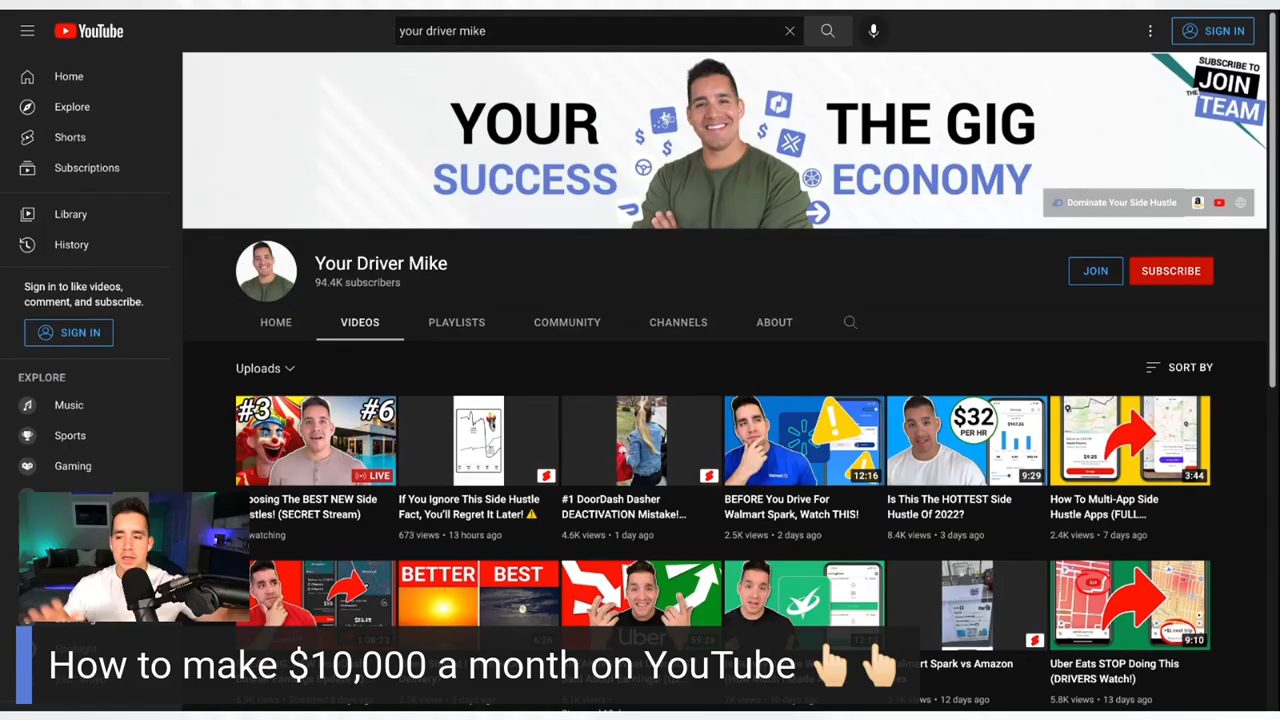 YouTube
your driver mike
SIGN IN
Home
Explore
Shorts
Subscriptions
Library
History
Sign in to like videos,
comment, and subscribe.
SIGN IN
EXPLORE
Music
Sports
Gaming
YOUR
SUCCESS
THE GIG
ECONOMY
SUBSCRIBE TO
JOIN
THE
TEAM
Dominate Your Side Hustle
Your Driver Mike
94.4K subscribers
JOIN
SUBSCRIBE
HOME
VIDEOS
PLAYLISTS
COMMUNITY
CHANNELS
ABOUT
Uploads
SORT BY
#3
#6
LIVE
$32
PER HR
12:16
9:29
3:44
oosing The BEST NEW Side
stles! (SECRET Stream)
watching
If You Ignore This Side Hustle
Fact, You'll Regret It Later! ⚠️
673 views • 13 hours ago
#1 DoorDash Dasher
DEACTIVATION Mistake!...
4.6K views • 1 day ago
BEFORE You Drive For
Walmart Spark, Watch THIS!
2.5K views • 2 days ago
Is This The HOTTEST Side
Hustle Of 2022?
8.4K views • 3 days ago
How To Multi-App Side
Hustle Apps (FULL...
2.4K views • 7 days ago
BETTER
BEST
Uber
9:10
Spark vs Amazon
12 days ago
Uber Eats STOP Doing This
(DRIVERS Watch!)
5.8K views • 13 days ago
How to make $10,000 a month on YouTube 👆🏼👆🏼